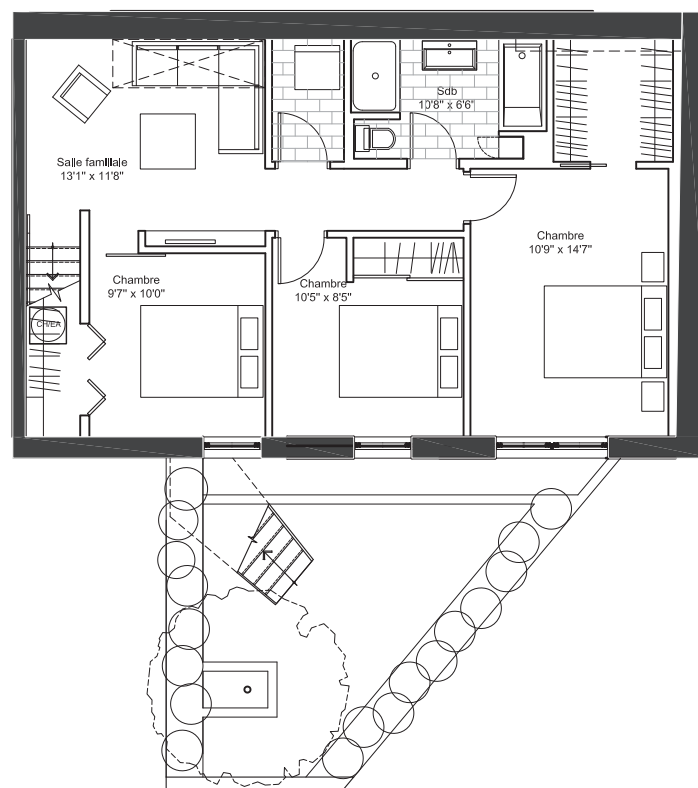 Sdb
10'8" x 6'6"
Salle familiale
13'1" x 11'8"
Chambre
10'9" x 14'7"
Chambre
9'7" x 10'0"
Chambre
10'5" x 8'5"
CH/EA